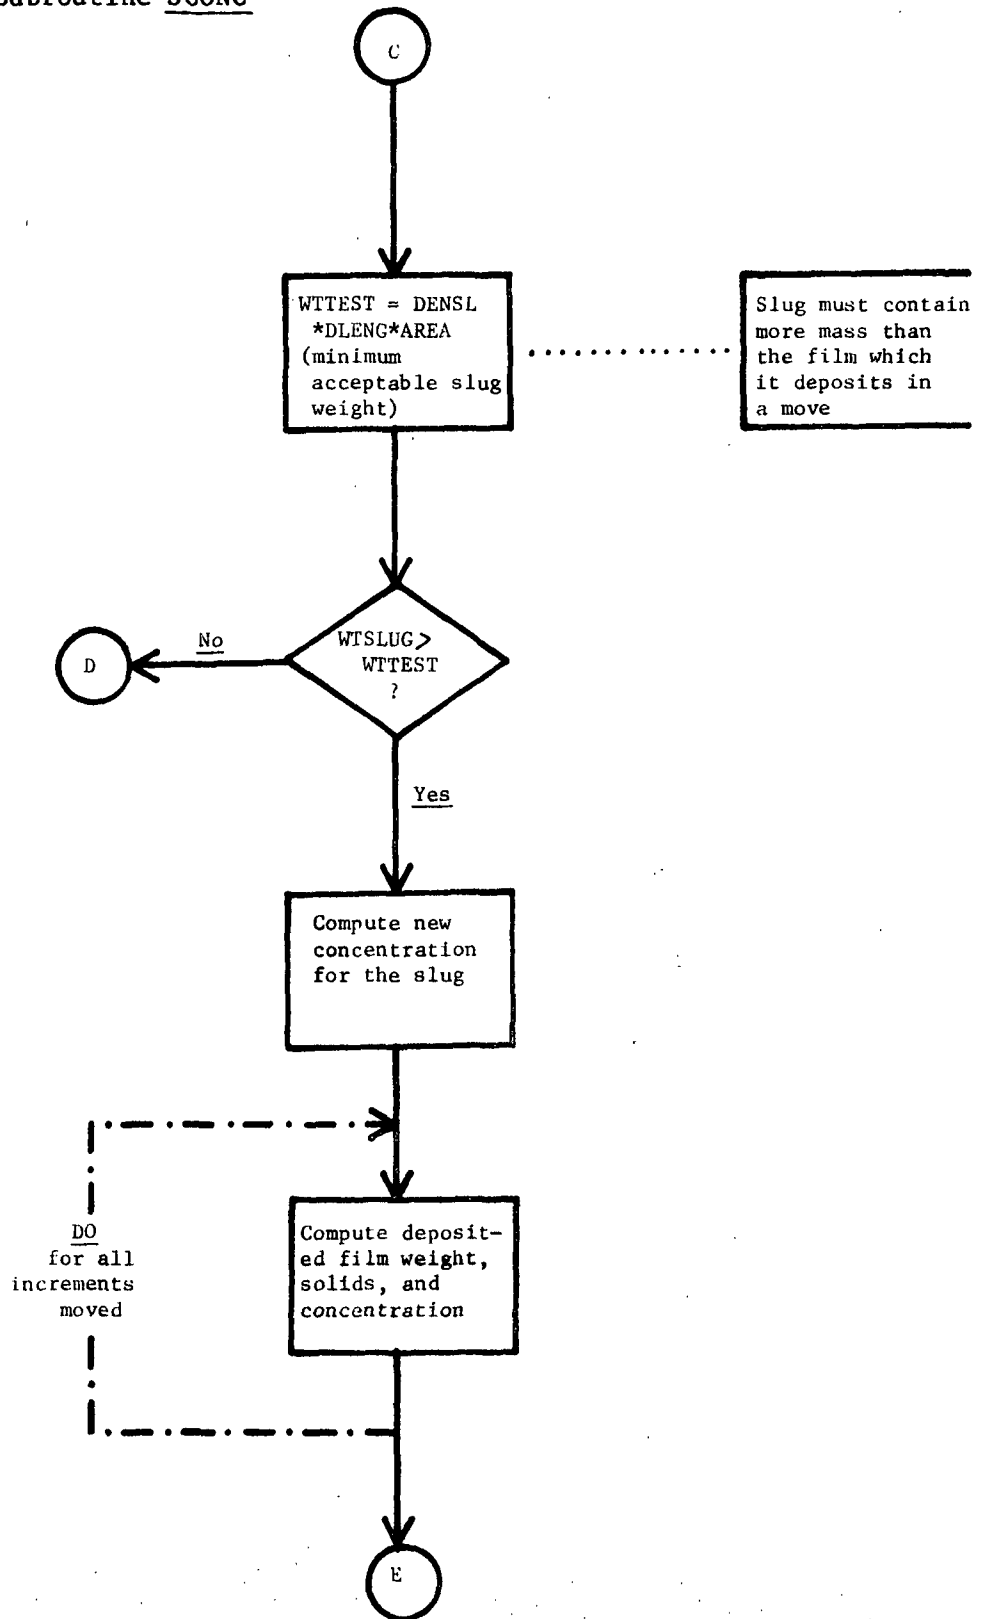 Subroutine SCONC
C
WTTEST = DENSL
*DLENG*AREA
(minimum
acceptable slug
weight)
Slug must contain
more mass than
the film which
it deposits in
a move
WTSLUG>
WTTEST
?
No
D
Yes
Compute new
concentration
for the slug
DO
for all
increments
moved
Compute deposit-
ed film weight,
solids, and
concentration
E